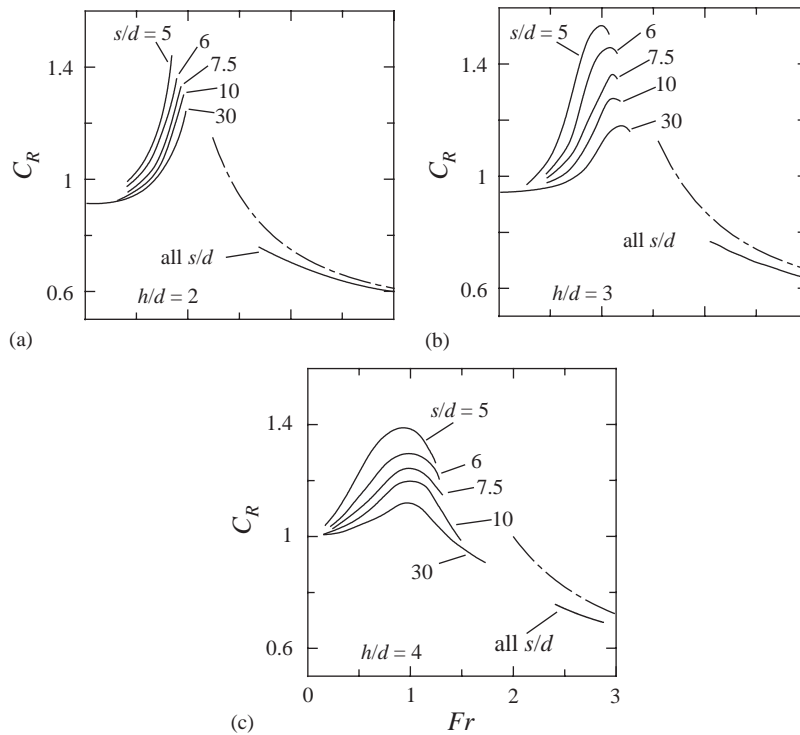 s/d = 5
6
7.5
10
30
1.4
1
0.6
C_R
all s/d
h/d = 2
(a)
s/d = 5
6
7.5
10
30
1.4
1
0.6
C_R
all s/d
h/d = 3
(b)
s/d = 5
6
7.5
10
30
1.4
1
0.6
C_R
all s/d
h/d = 4
0 1 2 3
(c)
Fr